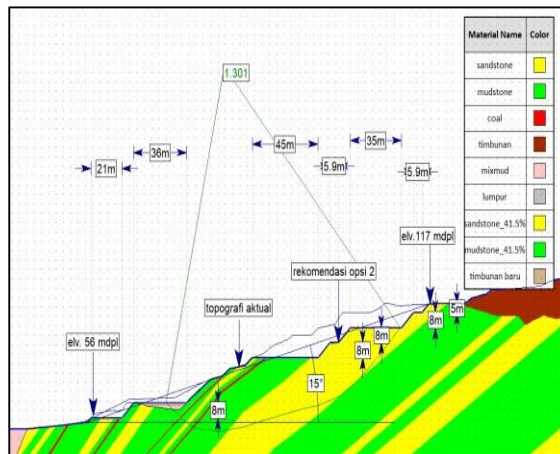 Material Name Color
sandstone
mudstone
coal
timbunan
mixmud
lumpur
sandstone_41.5%
mudstone_41.5%
timbunan baru
1.301
36m
21m
45m
35m
5.9m
5.9m
elv.117 mdpl
rekomendasi opsi 2
topografi aktual
elv. 56 mdpl
5m
8m
8m
8m
15°
8m